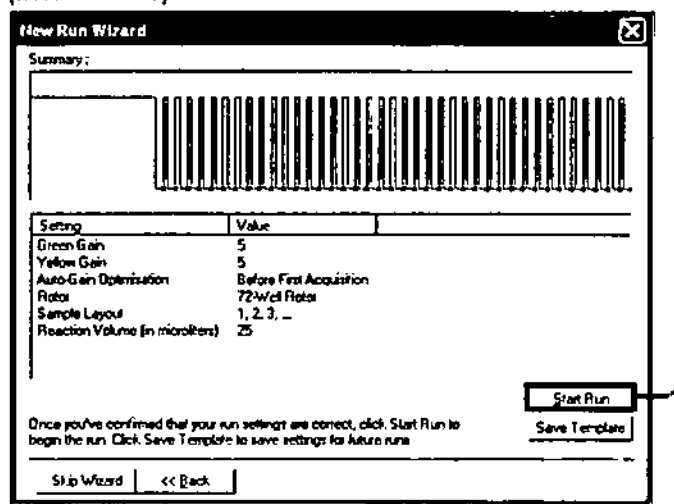 New Run Wizard
Summary:
Setting Value
Green Gain 5
Yellow Gain 5
Auto-Gain Optimisation Before First Acquisition
Rotor 72-Well Rotor
Sample Layout 1, 2, 3, ...
Reaction Volume (in microliters) 25
Start Run
Once you've confirmed that your run settings are correct, click Start Run to
begin the run. Click Save Template to save settings for future runs
Save Template
Skip Wizard << Back